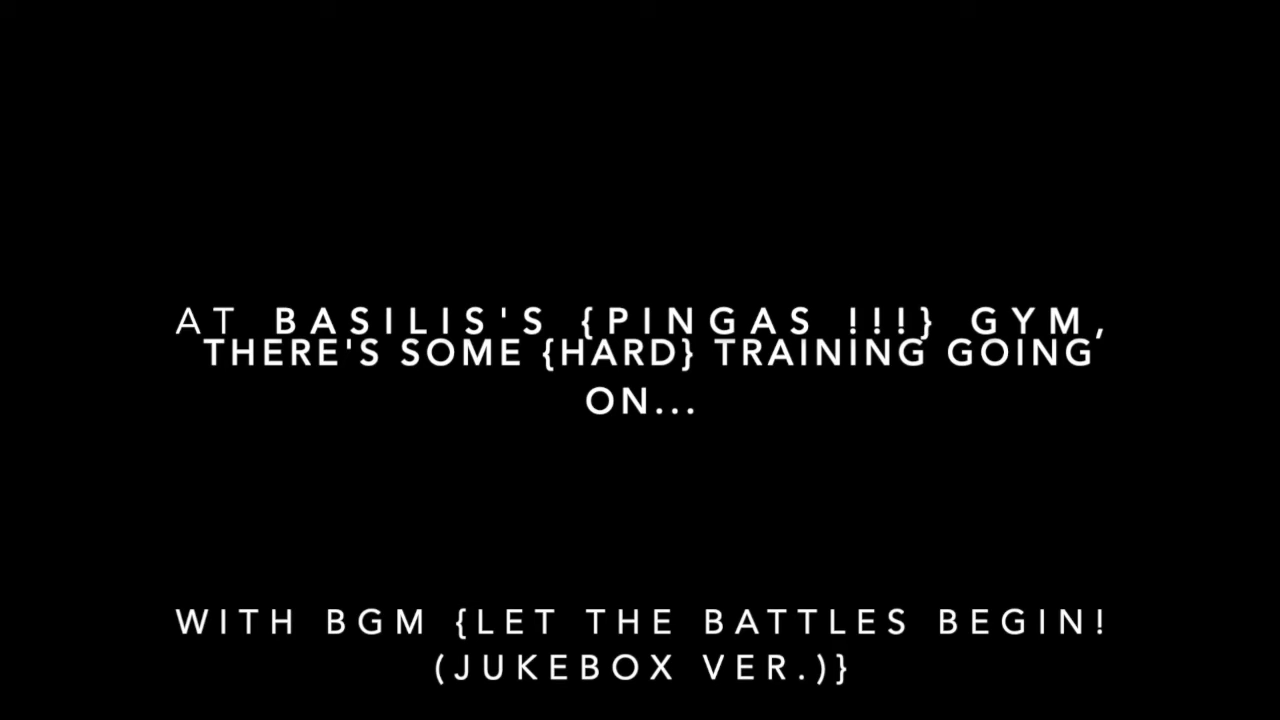 AT BASILIS'S {PINGAS !!!} GYM,
THERE'S SOME {HARD} TRAINING GOING
ON...
WITH BGM {LET THE BATTLES BEGIN!
(JUKEBOX VER.)}